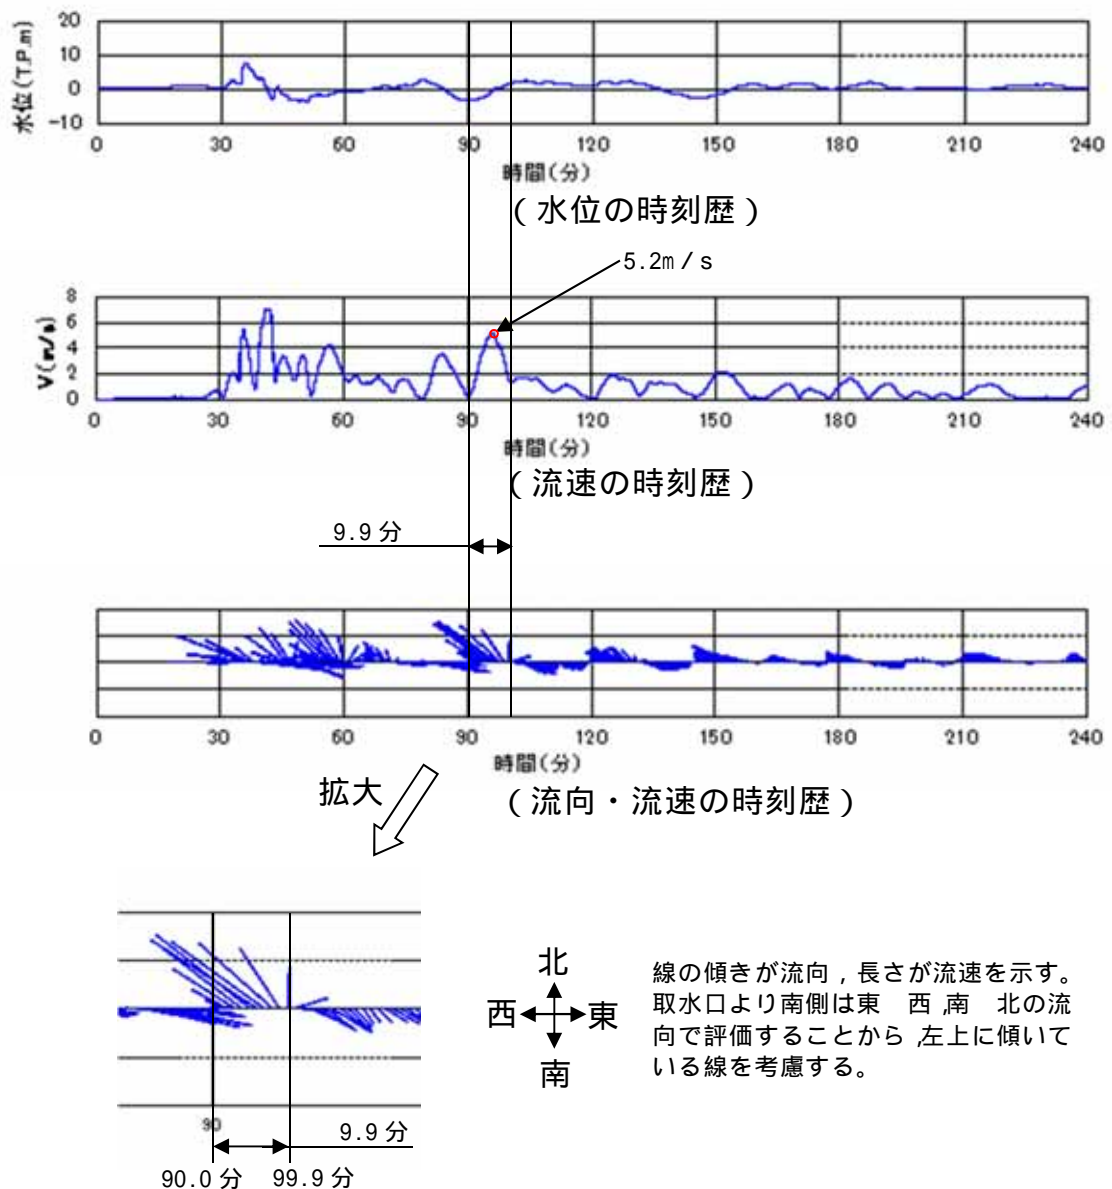 20
10
0
-10
水位(T.P.m)
0 30 60 90 120 150 180 210 240
時間(分)
(水位の時刻歴)
5.2m/s
8
6
4
2
0
V(m/s)
0 30 60 90 120 150 180 210 240
時間(分)
(流速の時刻歴)
9.9分
0 30 60 90 120 150 180 210 240
時間(分)
拡大
(流向・流速の時刻歴)
北
西 東
南
線の傾きが流向,長さが流速を示す。
取水口より南側は東 西,南 北の流
向で評価することから,左上に傾いて
いる線を考慮する。
90
9.9分
90.0分 99.9分